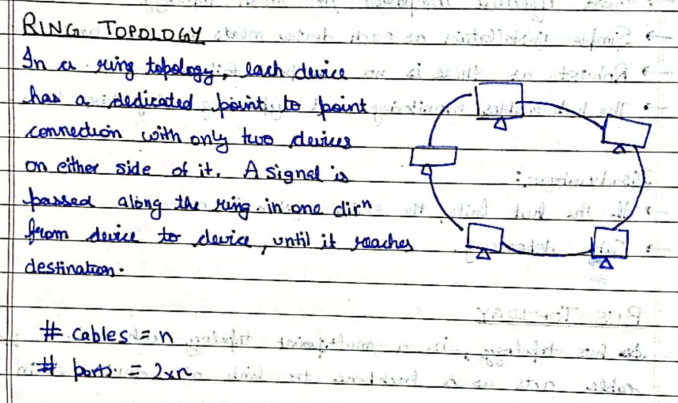 RING TOPOLOGY
In a ring topology, each device
has a dedicated point to point
connection with only two devices
on either side of it. A signal is
passed along the ring in one dirⁿ
from device to device, until it reaches
destination.
# cables = n
# ports = 2xn